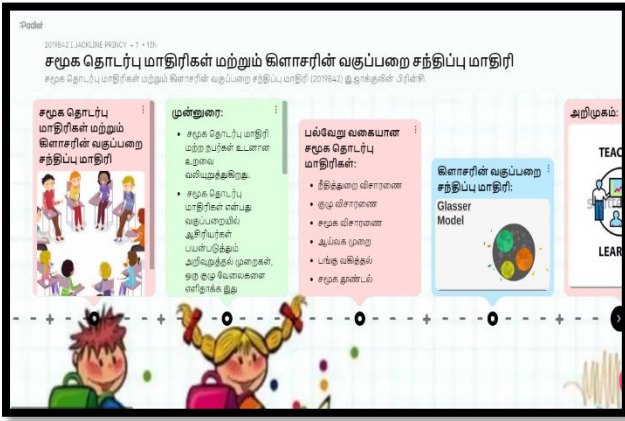 :Padlet
2019B42 I JACKLINE PRINCY • 7 • 13h
சமூக தொடர்பு மாதிரிகள் மற்றும் கிளாசரின் வகுப்பறை சந்திப்பு மாதிரி
சமூக தொடர்பு மாதிரிகள் மற்றும் கிளாசரின் வகுப்பறை சந்திப்பு மாதிரி (2019B42) இ.ஜாக்குலின் பிரின்சி.
சமூக தொடர்பு
மாதிரிகள் மற்றும்
கிளாசரின் வகுப்பறை
சந்திப்பு மாதிரி
முன்னுரை:
• சமூக தொடர்பு மாதிரி
மற்ற நபர்கள் உடனான
உறவை
வலியுறுத்துகிறது.
• சமூக தொடர்பு
மாதிரிகள் என்பது
வகுப்பறையில்
ஆசிரியர்கள்
பயன்படுத்தும்
அறிவுறுத்தல் முறைகள்,
ஒரு குழு வேலைகளை
எளிதாக்க இது
பல்வேறு வகையான
சமூக தொடர்பு
மாதிரிகள்:
• நீதித்துறை விசாரணை
• குழு விசாரணை
• சமூக விசாரணை
• ஆய்வக முறை
• பங்கு வகித்தல்
• சமூக தூண்டல்
கிளாசரின் வகுப்பறை
சந்திப்பு மாதிரி:
Glasser
Model
அறிமுகம்:
TEAC
LEAR